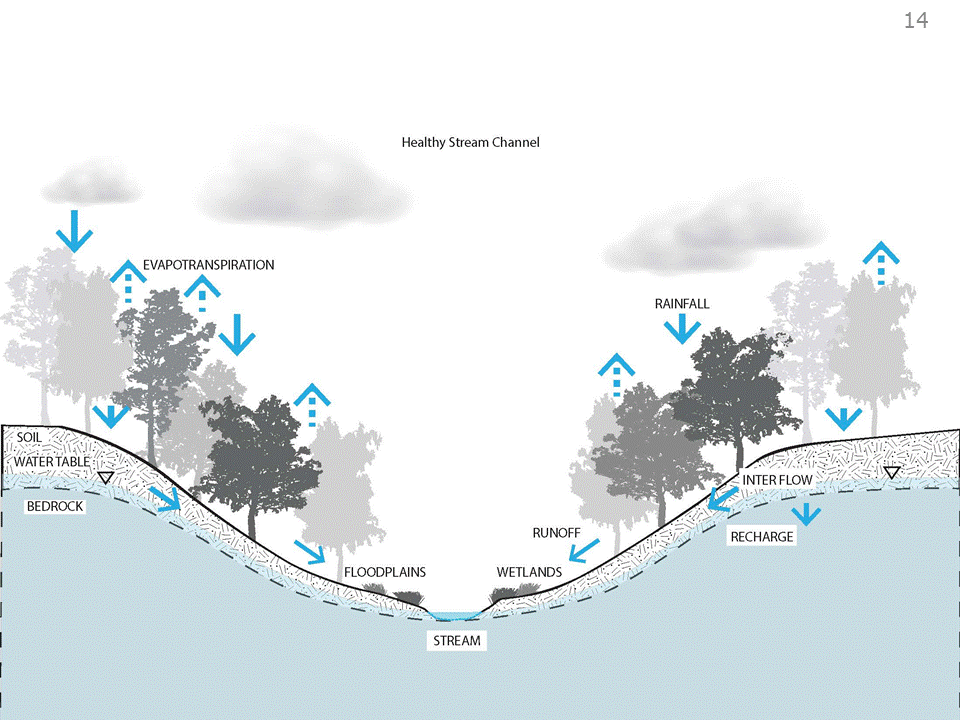 14
Healthy Stream Channel
EVAPOTRANSPIRATION
RAINFALL
SOIL
WATER TABLE
BEDROCK
INTER FLOW
RECHARGE
RUNOFF
FLOODPLAINS
WETLANDS
STREAM